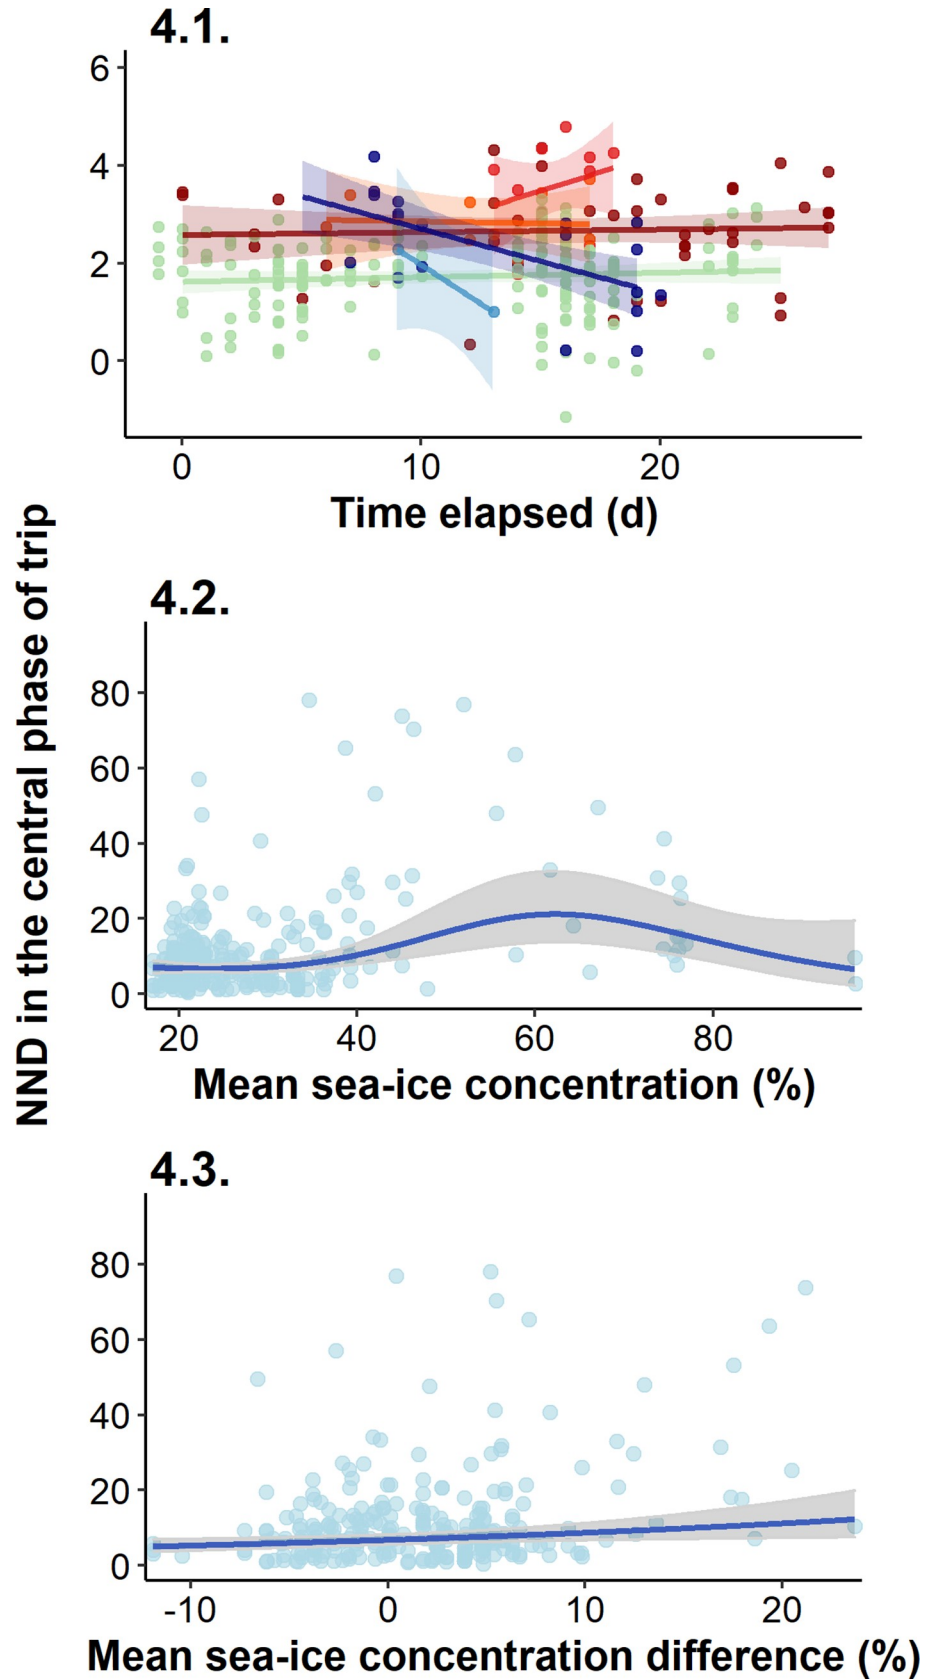 4.1.
6
4
2
0
0 10 20
Time elapsed (d)
NND in the central phase of trip
4.2.
80
60
40
20
0
20 40 60 80
Mean sea-ice concentration (%)
4.3.
80
60
40
20
0
-10 0 10 20
Mean sea-ice concentration difference (%)